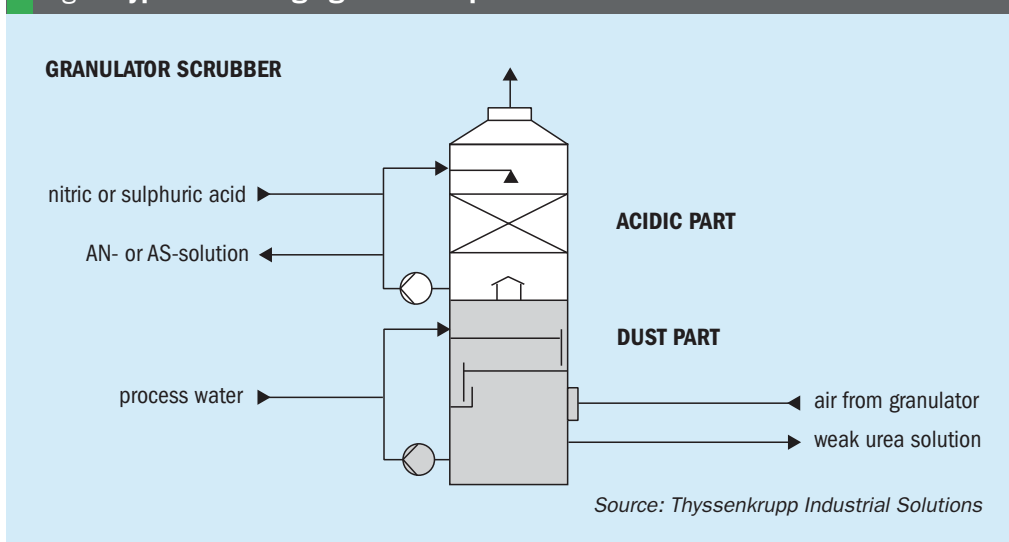 GRANULATOR SCRUBBER
nitric or sulphuric acid
AN- or AS-solution
process water
ACIDIC PART
DUST PART
air from granulator
weak urea solution
Source: Thyssenkrupp Industrial Solutions